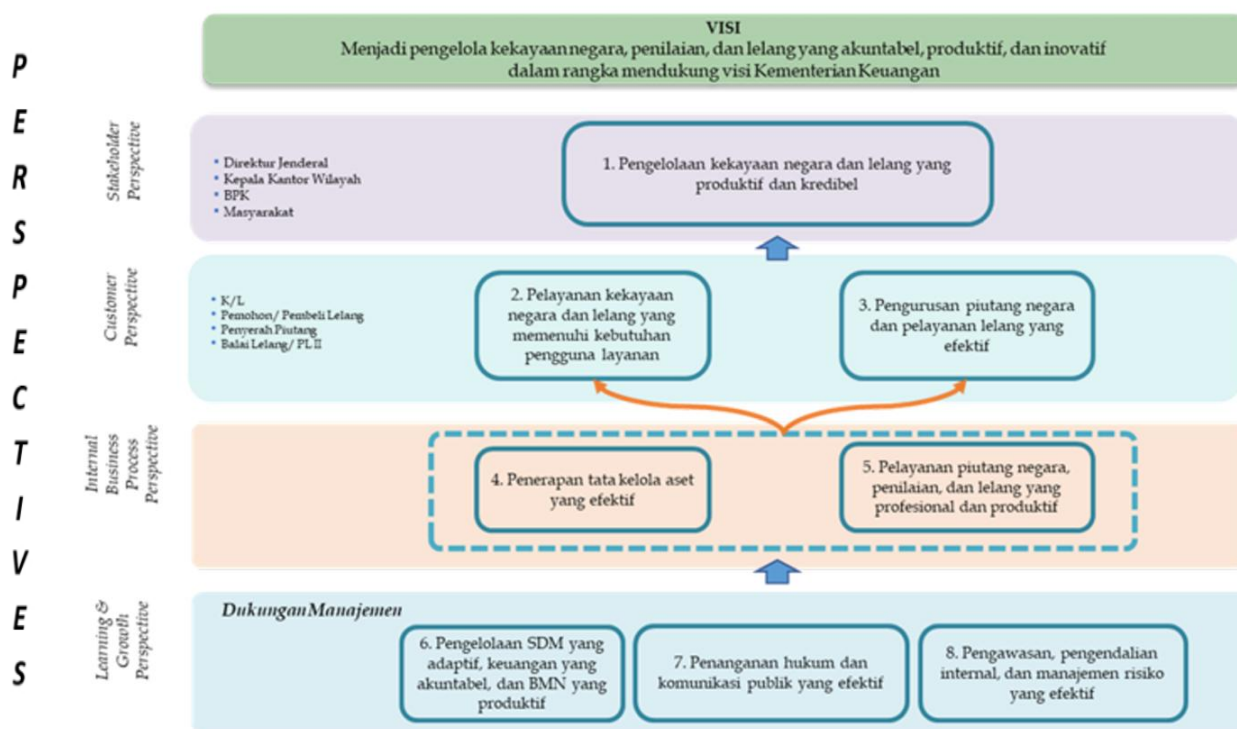 PERSPECTIVES
VISI
Menjadi pengelola kekayaan negara, penilaian, dan lelang yang akuntabel, produktif, dan inovatif
dalam rangka mendukung visi Kementerian Keuangan
Stakeholder
Perspective
▪ Direktur Jenderal
▪ Kepala Kantor Wilayah
▪ BPK
▪ Masyarakat
1. Pengelolaan kekayaan negara dan lelang yang
produktif dan kredibel
Customer
Perspective
▪ K/L
▪ Pemohon/ Pembeli Lelang
▪ Penyerah Piutang
▪ Balai Lelang/ PL II
2. Pelayanan kekayaan
negara dan lelang yang
memenuhi kebutuhan
pengguna layanan
3. Pengurusan piutang negara
dan pelayanan lelang yang
efektif
Internal
Business
Process
Perspective
4. Penerapan tata kelola aset
yang efektif
5. Pelayanan piutang negara,
penilaian, dan lelang yang
profesional dan produktif
Learning &
Growth
Perspective
Dukungan Manajemen
6. Pengelolaan SDM yang
adaptif, keuangan yang
akuntabel, dan BMN yang
produktif
7. Penanganan hukum dan
komunikasi publik yang efektif
8. Pengawasan, pengendalian
internal, dan manajemen risiko
yang efektif